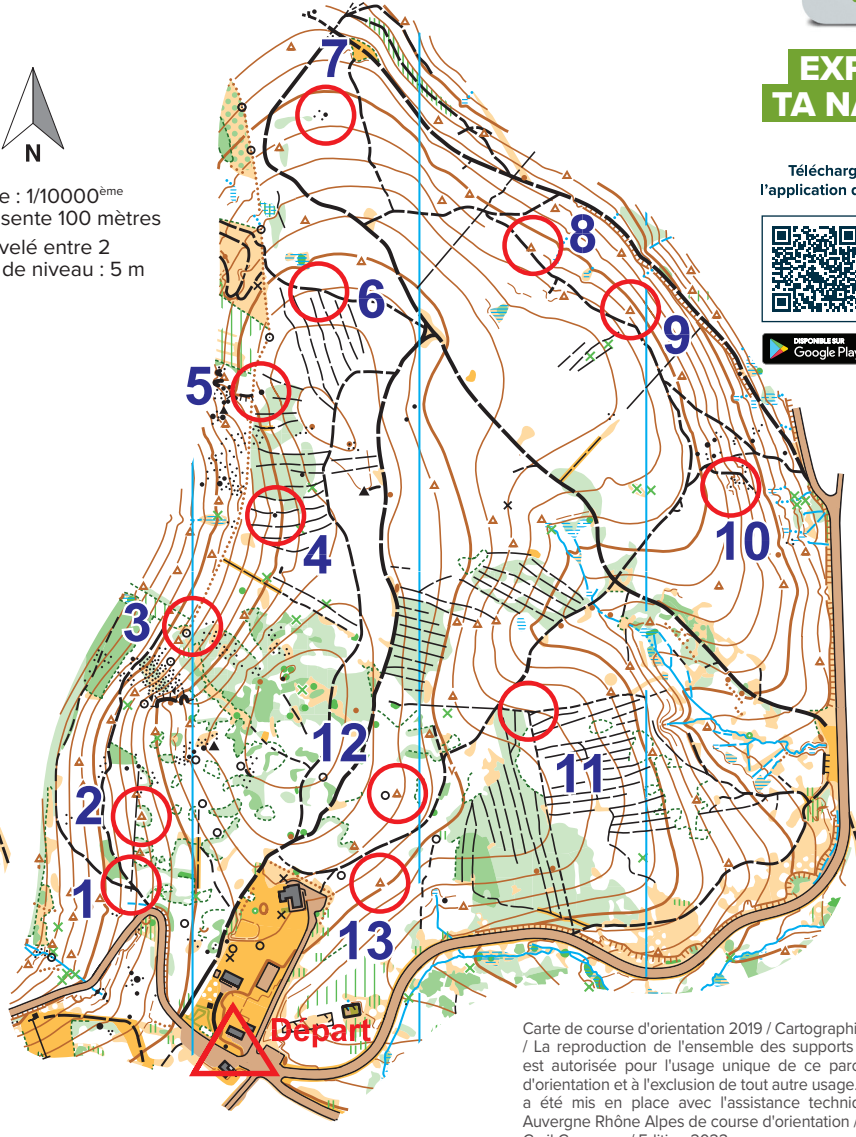 EXP
TA NA
Télécharg
l'application d
DISPONIBLE SUR
Google Play
N
e : 1/10000ème
sente 100 mètres
velé entre 2
de niveau : 5 m
7
8
6
9
5
4
10
3
12
11
2
1
13
Départ
Carte de course d'orientation 2019 / Cartographi
/ La reproduction de l'ensemble des supports
est autorisée pour l'usage unique de ce parc
d'orientation et à l'exclusion de tout autre usage.
a été mis en place avec l'assistance techni
Auvergne Rhône Alpes de course d'orientation /